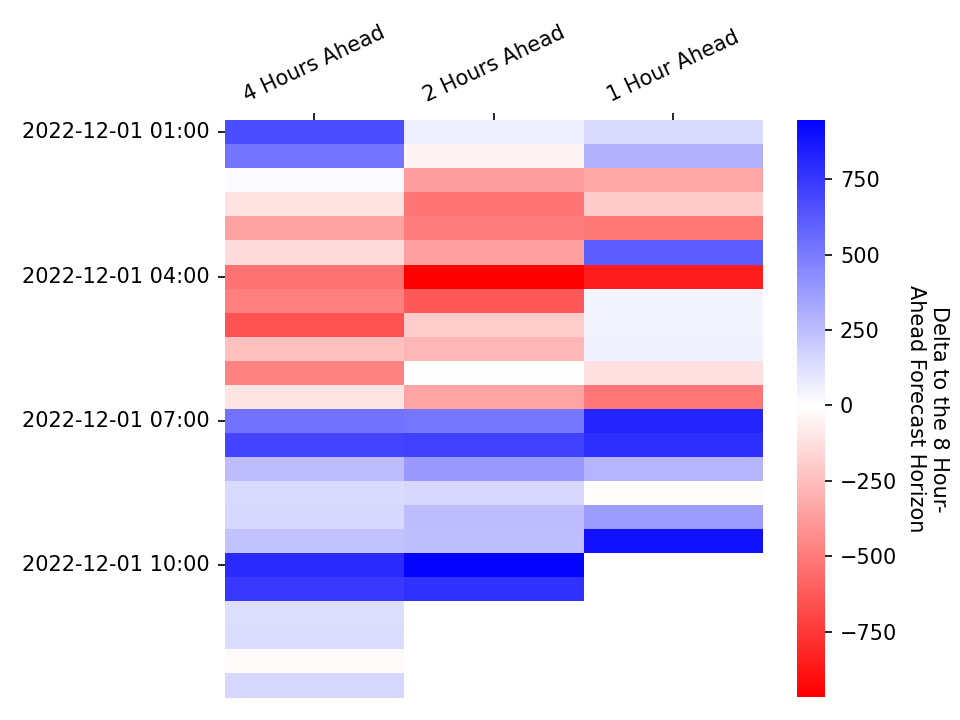 4 Hours Ahead
2 Hours Ahead
1 Hour Ahead
2022-12-01 01:00
2022-12-01 04:00
2022-12-01 07:00
2022-12-01 10:00
750
500
250
0
−250
−500
−750
Delta to the 8 Hour-
Ahead Forecast Horizon